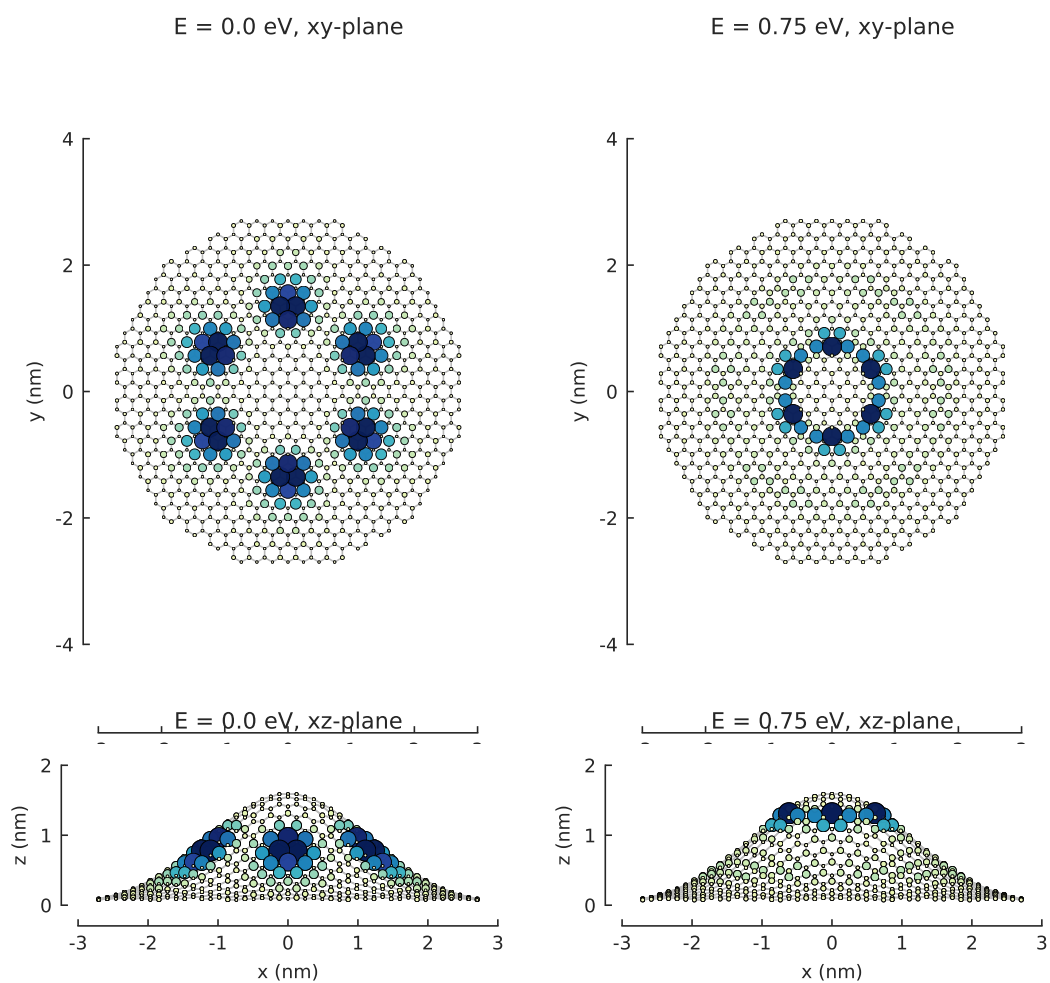 E = 0.0 eV, xy-plane
E = 0.75 eV, xy-plane
4
2
0
-2
-4
y (nm)
4
2
0
-2
-4
y (nm)
E = 0.0 eV, xz-plane
E = 0.75 eV, xz-plane
2
1
0
z (nm)
-3 -2 -1 0 1 2 3
x (nm)
2
1
0
z (nm)
-3 -2 -1 0 1 2 3
x (nm)